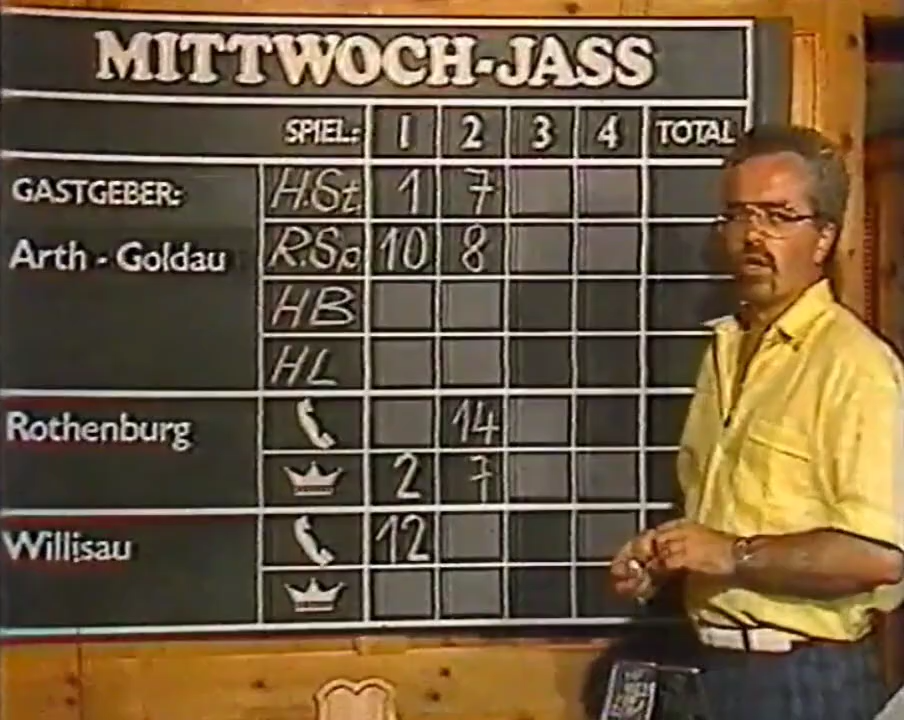 MITTWOCH-JASS
SPIEL: 1 2 3 4 TOTAL
GASTGEBER: H.St. 1 7
Arth - Goldau R.Sp 10 8
HB
HL
Rothenburg 14
2 7
Willisau 12